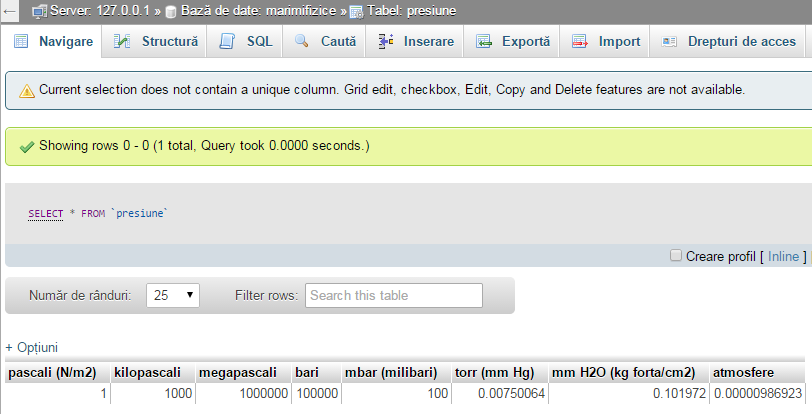 ← Server: 127.0.0.1 » Bază de date: marimifizice » Tabel: presiune
Navigare Structură SQL Caută Inserare Exportă Import Drepturi de acces
Current selection does not contain a unique column. Grid edit, checkbox, Edit, Copy and Delete features are not available.
Showing rows 0 - 0 (1 total, Query took 0.0000 seconds.)
SELECT * FROM `presiune`
Creare profil [ Inline ]
Număr de rânduri: 25 Filter rows: Search this table
+ Opțiuni
pascali (N/m2) kilopascali megapascali bari mbar (milibari) torr (mm Hg) mm H2O (kg forta/cm2) atmosfere
1 1000 1000000 100000 100 0.00750064 0.101972 0.00000986923